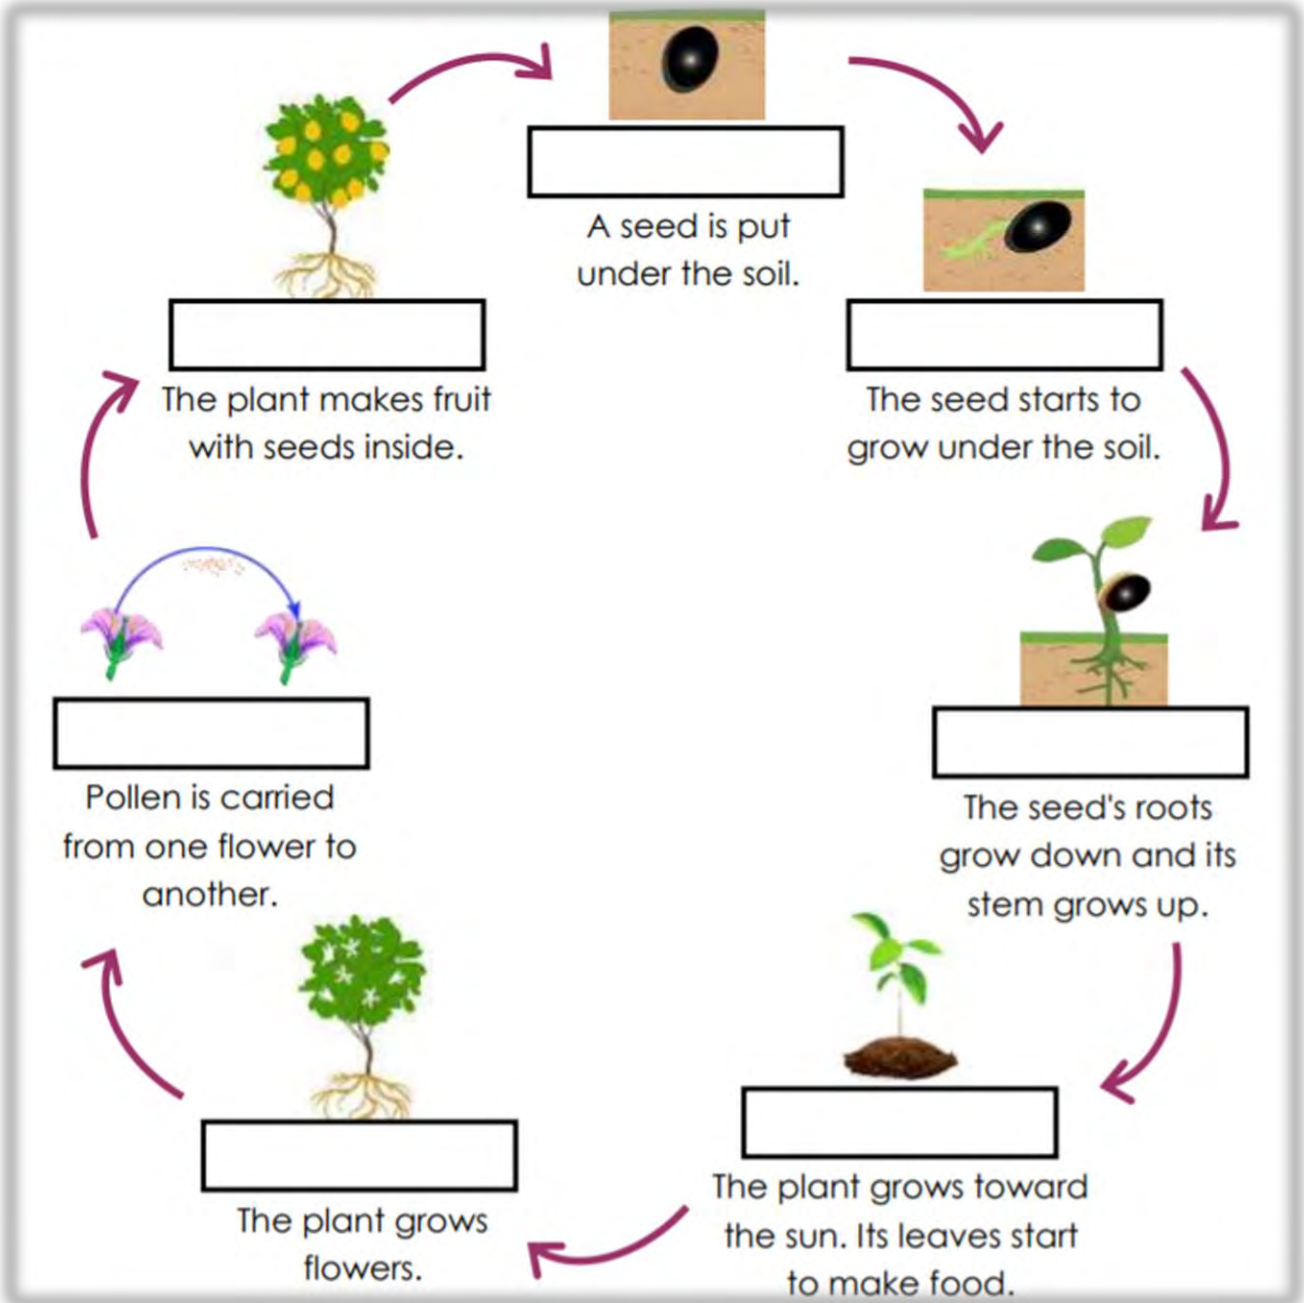 A seed is put
under the soil.
The seed starts to
grow under the soil.
The seed's roots
grow down and its
stem grows up.
The plant grows toward
the sun. Its leaves start
to make food.
The plant grows
flowers.
Pollen is carried
from one flower to
another.
The plant makes fruit
with seeds inside.